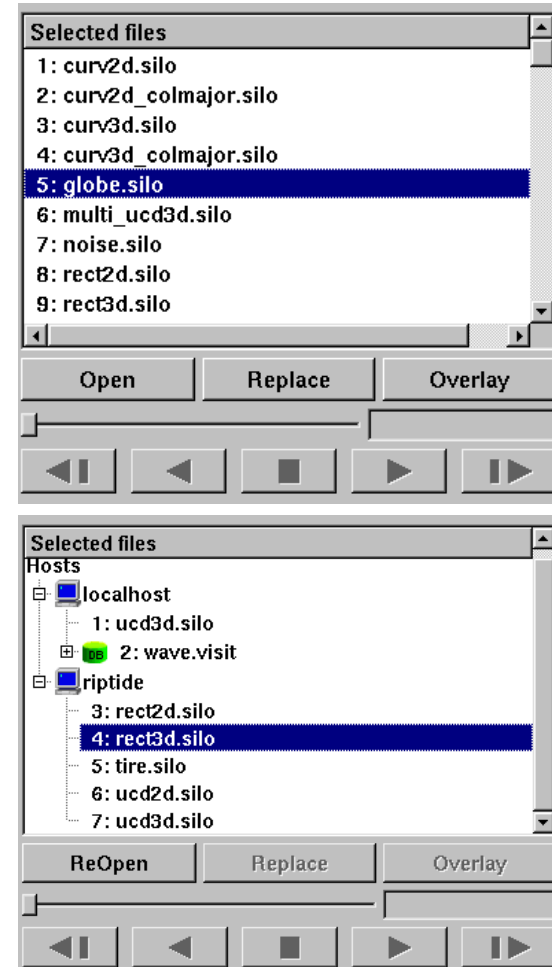 Selected files
1: curv2d.silo
2: curv2d_colmajor.silo
3: curv3d.silo
4: curv3d_colmajor.silo
5: globe.silo
6: multi_ucd3d.silo
7: noise.silo
8: rect2d.silo
9: rect3d.silo
Open Replace Overlay
Selected files
Hosts
localhost
1: ucd3d.silo
DB 2: wave.visit
riptide
3: rect2d.silo
4: rect3d.silo
5: tire.silo
6: ucd2d.silo
7: ucd3d.silo
ReOpen Replace Overlay